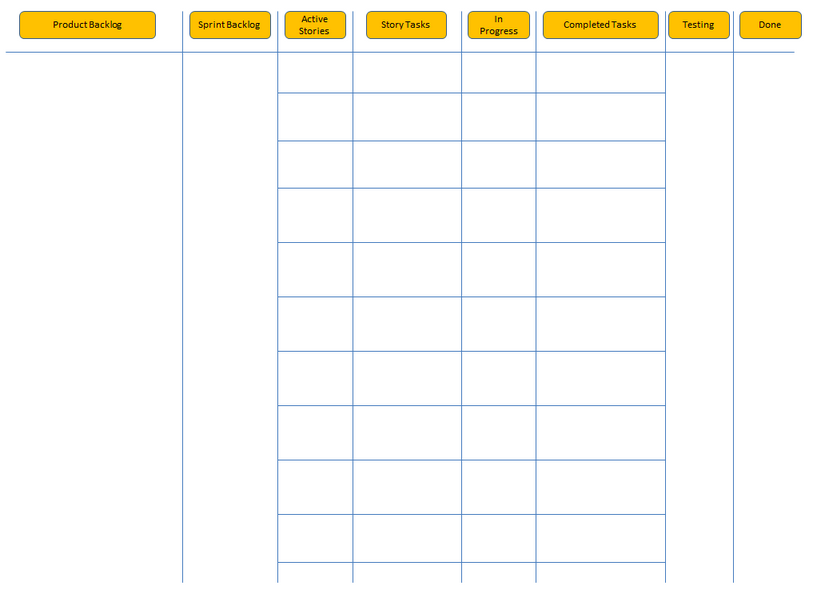 Product Backlog
Sprint Backlog
Active
Stories
Story Tasks
In
Progress
Completed Tasks
Testing
Done